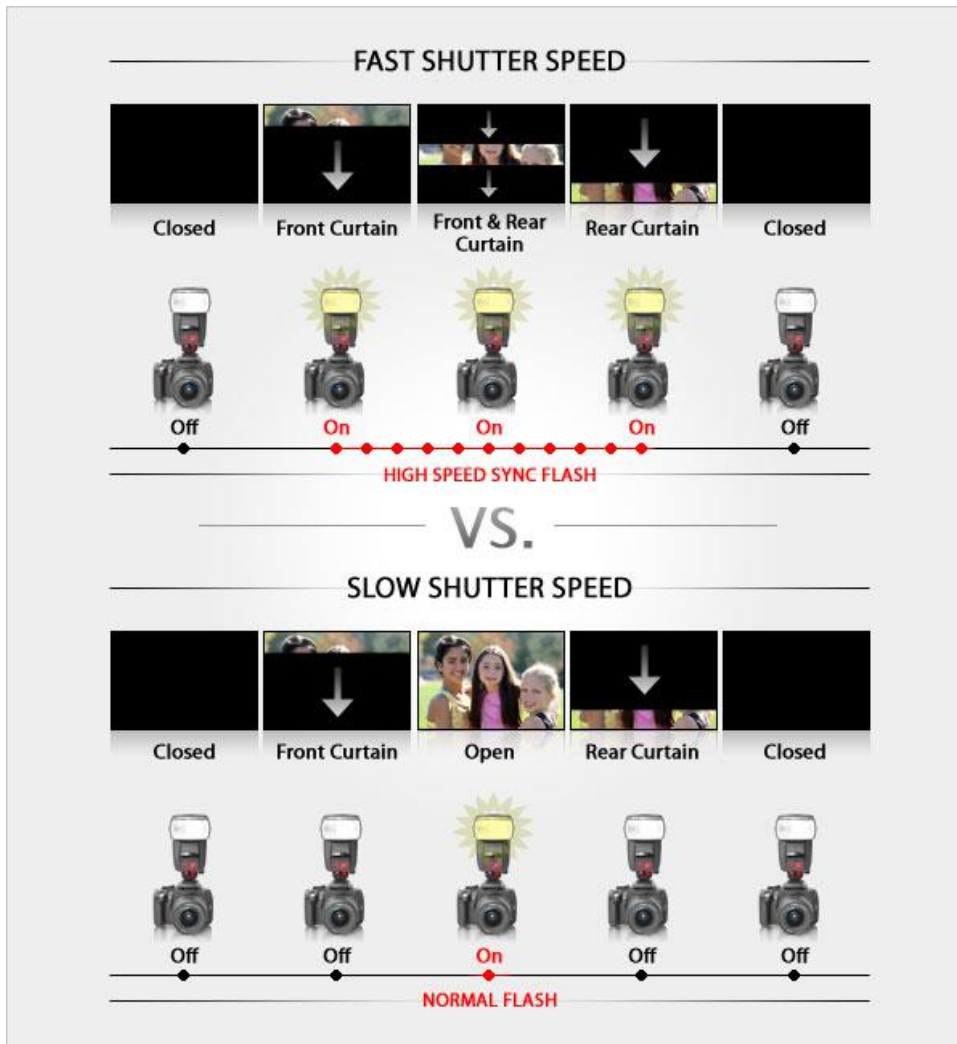 FAST SHUTTER SPEED
Closed
Front Curtain
Front & Rear
Curtain
Rear Curtain
Closed
Off
On
On
On
Off
HIGH SPEED SYNC FLASH
VS.
SLOW SHUTTER SPEED
Closed
Front Curtain
Open
Rear Curtain
Closed
Off
Off
On
Off
Off
NORMAL FLASH